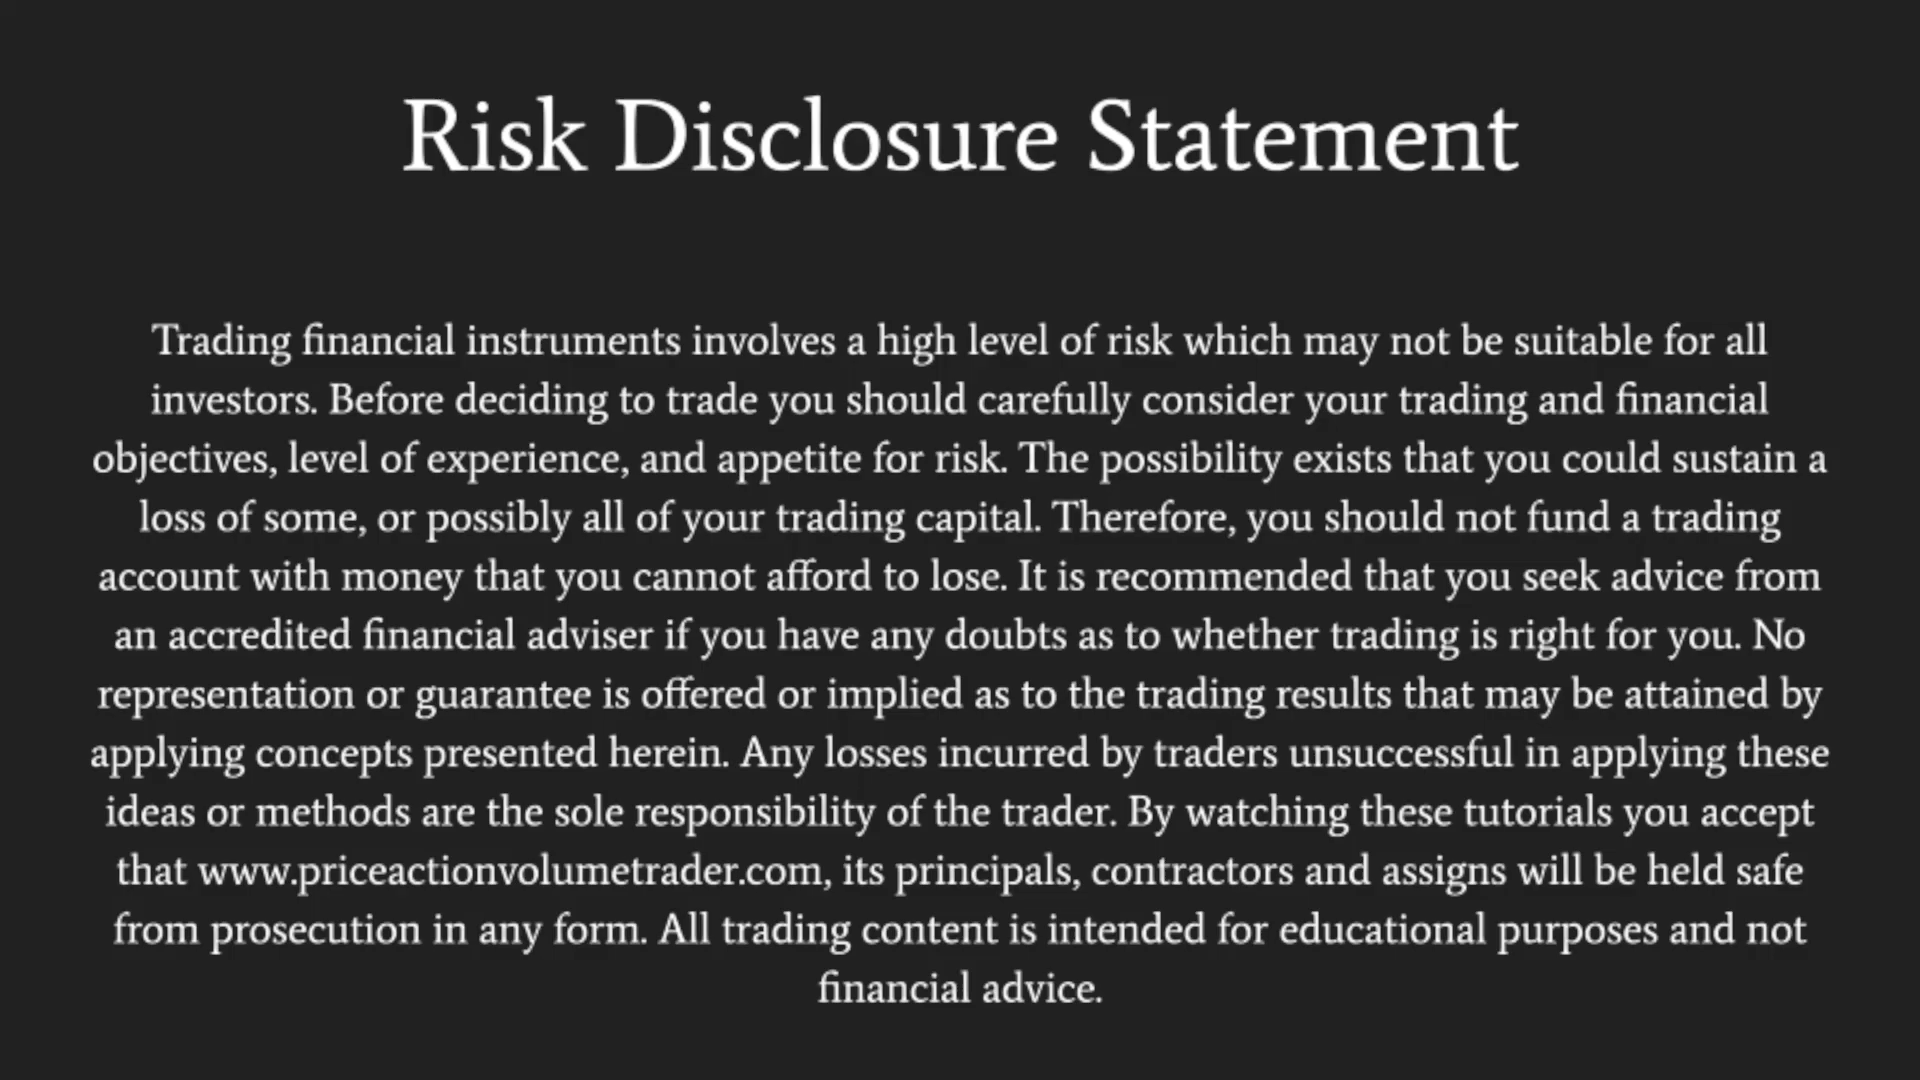 Risk Disclosure Statement
Trading financial instruments involves a high level of risk which may not be suitable for all
investors. Before deciding to trade you should carefully consider your trading and financial
objectives, level of experience, and appetite for risk. The possibility exists that you could sustain a
loss of some, or possibly all of your trading capital. Therefore, you should not fund a trading
account with money that you cannot afford to lose. It is recommended that you seek advice from
an accredited financial adviser if you have any doubts as to whether trading is right for you. No
representation or guarantee is offered or implied as to the trading results that may be attained by
applying concepts presented herein. Any losses incurred by traders unsuccessful in applying these
ideas or methods are the sole responsibility of the trader. By watching these tutorials you accept
that www.priceactionvolumetrader.com, its principals, contractors and assigns will be held safe
from prosecution in any form. All trading content is intended for educational purposes and not
financial advice.